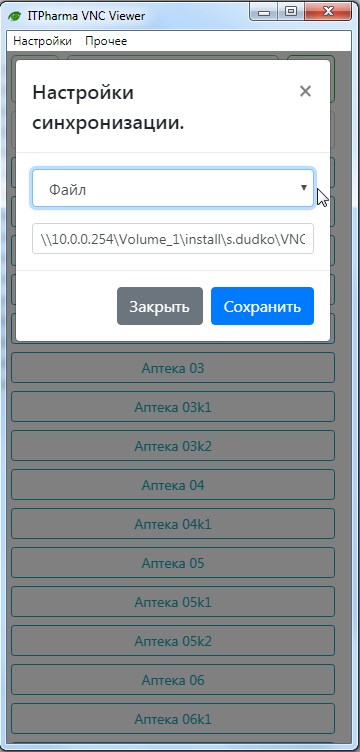 ITPharma VNC Viewer
Настройки Прочее
Настройки
синхронизации.
×
Файл
\\10.0.0.254\Volume_1\install\s.dudko\VNC
Закрыть Сохранить
Аптека 03
Аптека 03k1
Аптека 03k2
Аптека 04
Аптека 04k1
Аптека 05
Аптека 05k1
Аптека 05k2
Аптека 06
Аптека 06k1